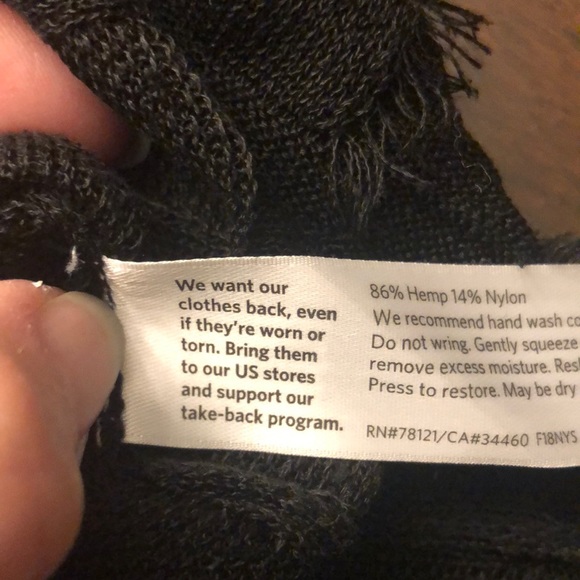 We want our
clothes back, even
if they're worn or
torn. Bring them
to our US stores
and support our
take-back program.
86% Hemp 14% Nylon
We recommend hand wash
Do not wring. Gently squeeze
remove excess moisture.
Press to restore. May be dry
RN#78121/CA#34460 F18NYS